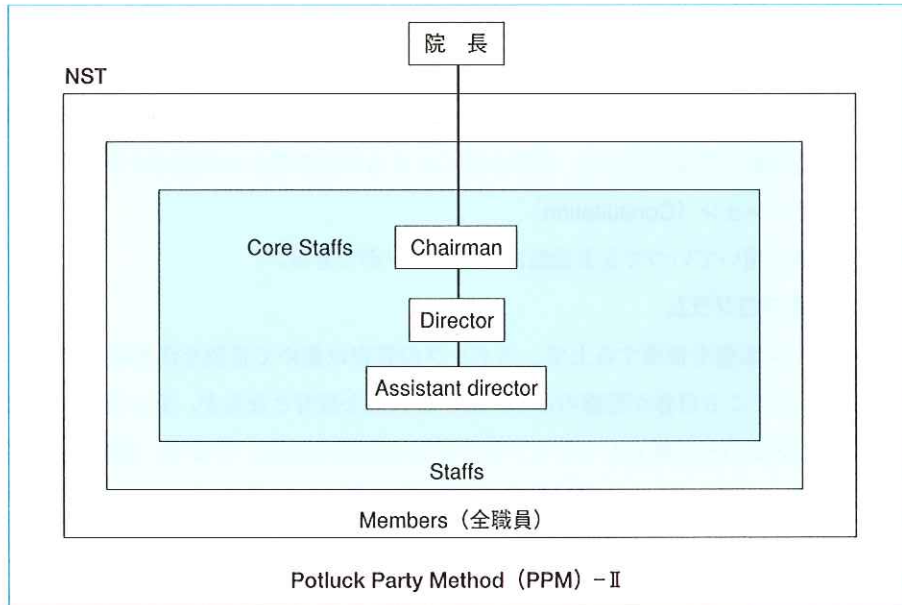 院 長
NST
Core Staffs
Chairman
Director
Assistant director
Staffs
Members（全職員）
Potluck Party Method（PPM）－Ⅱ